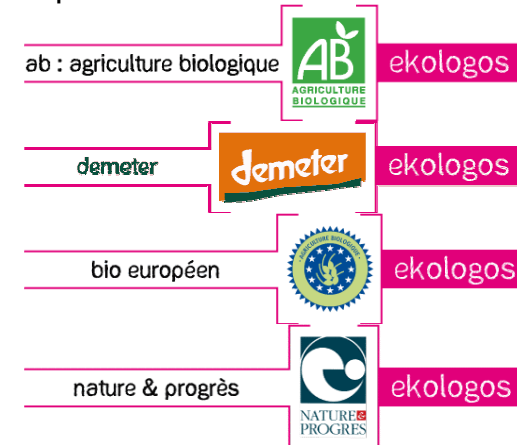 ab : agriculture biologique
AB
AGRICULTURE
BIOLOGIQUE
ekologos
demeter
demeter
ekologos
bio européen
AGRICULTURE BIOLOGIQUE
ekologos
nature & progrès
NATURE &
PROGRES
ekologos